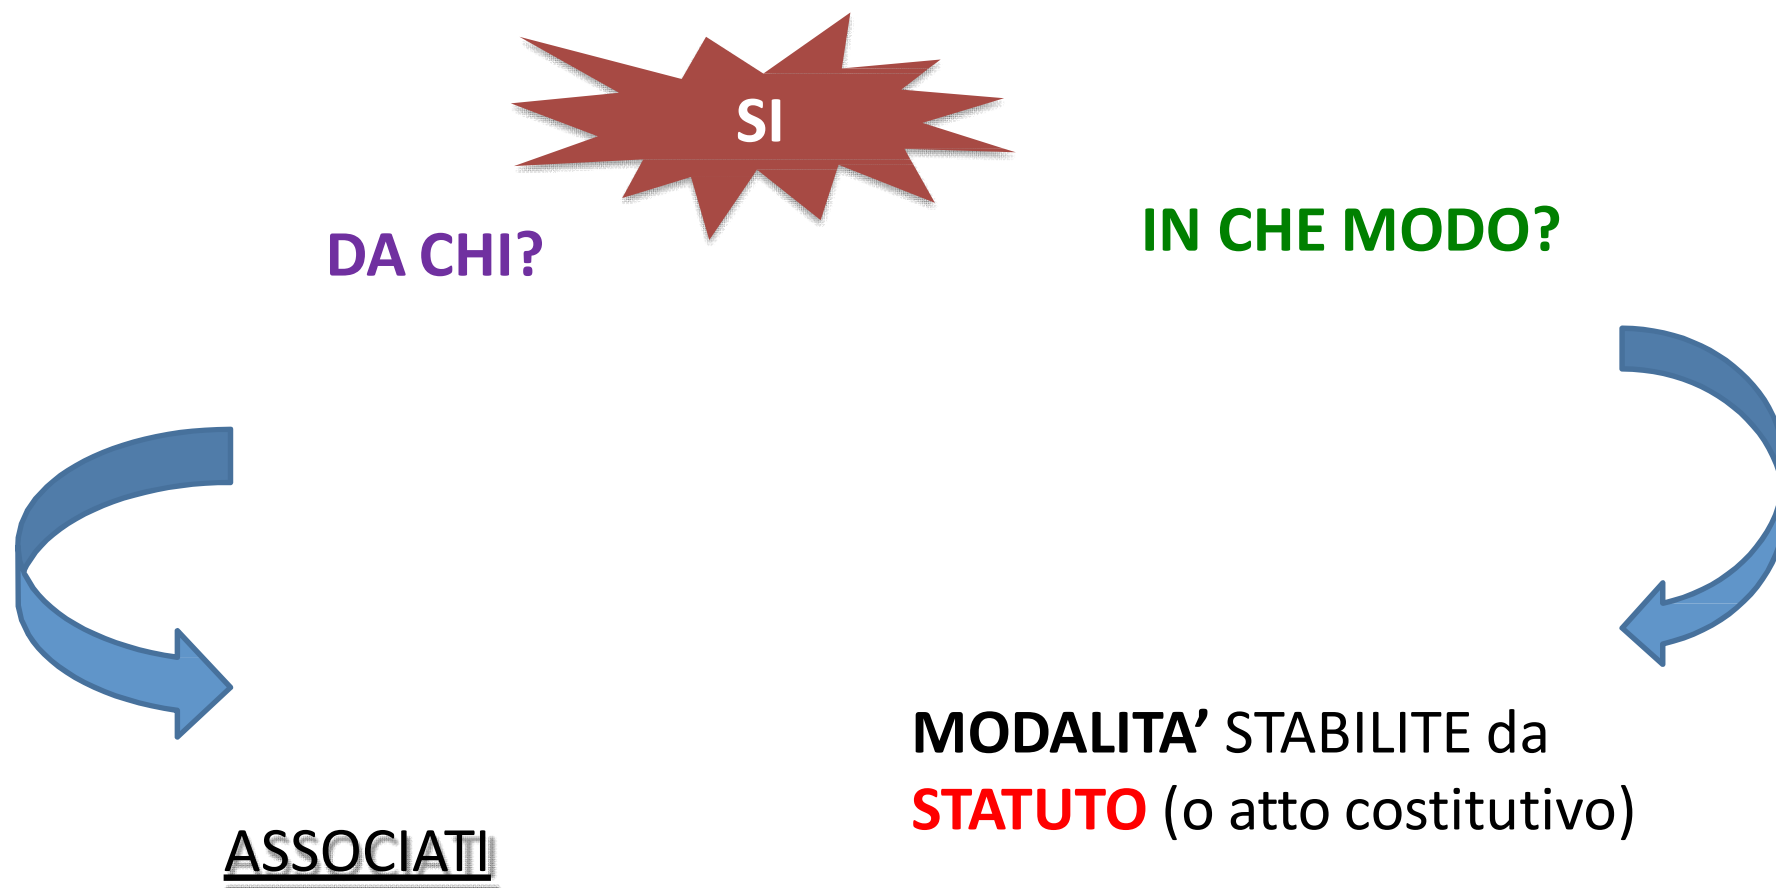 SI
DA CHI?
IN CHE MODO?
MODALITA’ STABILITE da
STATUTO (o atto costitutivo)
ASSOCIATI